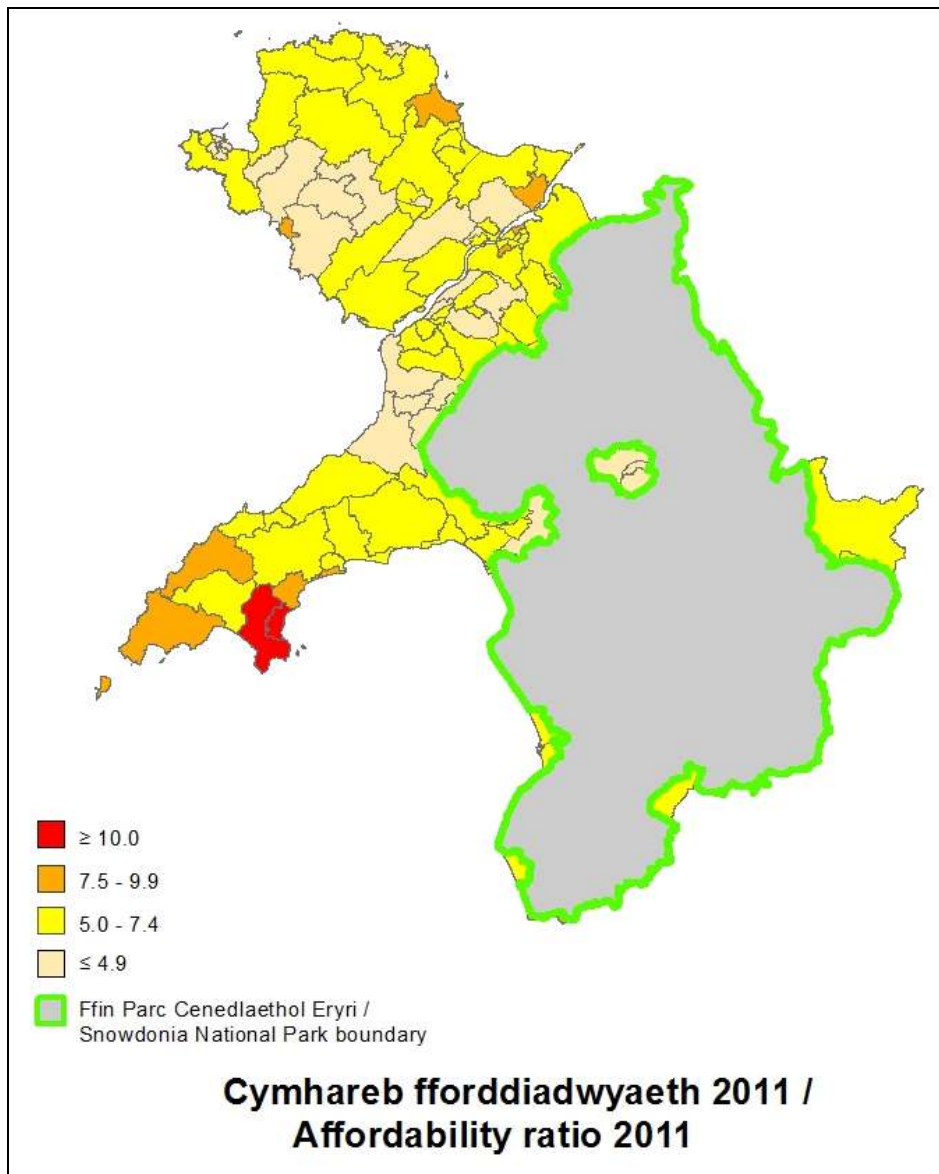 ≥ 10.0
7.5 - 9.9
5.0 - 7.4
≤ 4.9
Ffin Parc Cenedlaethol Eryri /
Snowdonia National Park boundary
Cymhareb fforddiadwyaeth 2011 /
Affordability ratio 2011